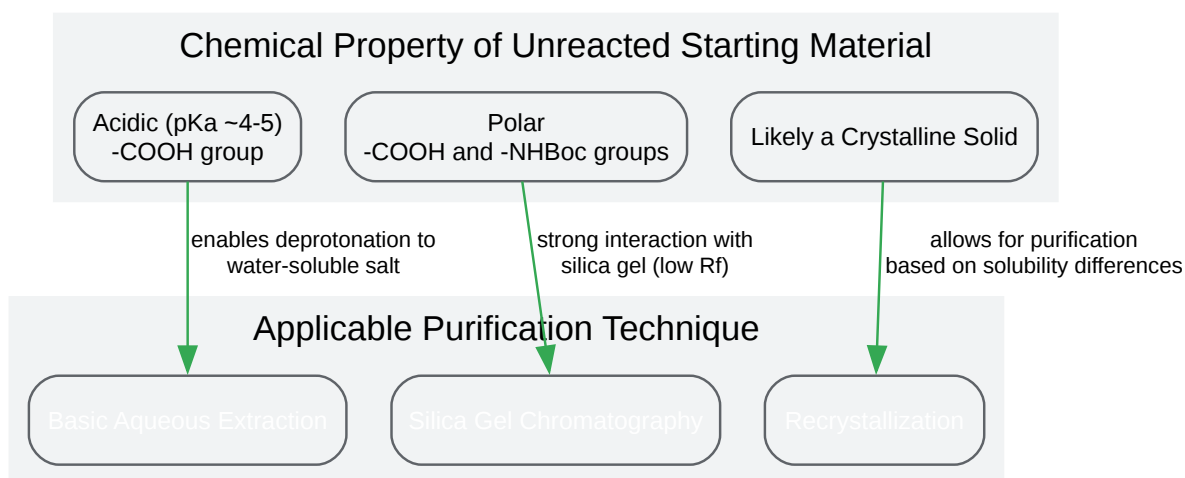 Chemical Property of Unreacted Starting Material
Acidic (pKa ~4-5)
-COOH group
Polar
-COOH and -NHBoc groups
Likely a Crystalline Solid
enables deprotonation to
water-soluble salt
strong interaction with
silica gel (low Rf)
allows for purification
based on solubility differences
Applicable Purification Technique
Basic Aqueous Extraction
Silica Gel Chromatography
Recrystallization